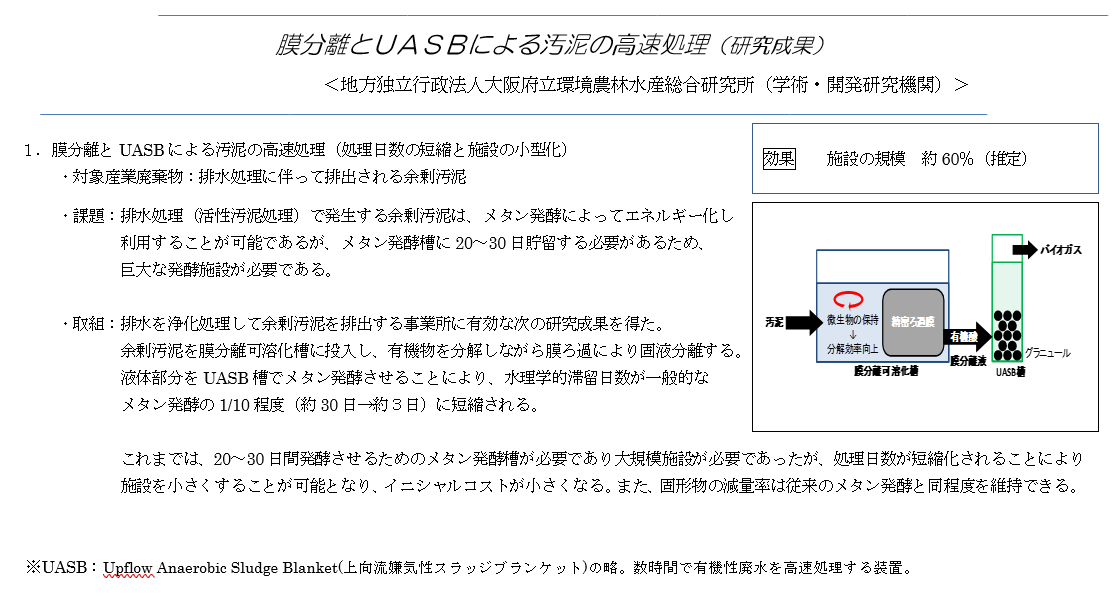 膜分離とUASBによる汚泥の高速処理（研究成果）
＜地方独立行政法人大阪府立環境農林水産総合研究所（学術・開発研究機関）＞
1．膜分離と UASB による汚泥の高速処理（処理日数の短縮と施設の小型化）
・対象産業廃棄物：排水処理に伴って排出される余剰汚泥
・課題：排水処理（活性汚泥処理）で発生する余剰汚泥は、メタン発酵によってエネルギー化し
利用することが可能であるが、メタン発酵槽に 20～30 日貯留する必要があるため、
巨大な発酵施設が必要である。
・取組：排水を浄化処理して余剰汚泥を排出する事業所に有効な次の研究成果を得た。
余剰汚泥を膜分離可溶化槽に投入し、有機物を分解しながら膜ろ過により固液分離する。
液体部分を UASB 槽でメタン発酵させることにより、水理学的滞留日数が一般的な
メタン発酵の 1/10 程度（約 30 日→約３日）に短縮される。
効果　施設の規模　約 60％（推定）
バイオガス
汚泥
微生物の保持
↓
分解効率向上
精密ろ過膜
有機酸
膜分離液
グラニュール
膜分離可溶化槽
UASB槽
これまでは、20～30 日間発酵させるためのメタン発酵槽が必要であり大規模施設が必要であったが、処理日数が短縮化されることにより
施設を小さくすることが可能となり、イニシャルコストが小さくなる。また、固形物の減量率は従来のメタン発酵と同程度を維持できる。
※UASB：Upflow Anaerobic Sludge Blanket(上向流嫌気性スラッジブランケット)の略。数時間で有機性廃水を高速処理する装置。